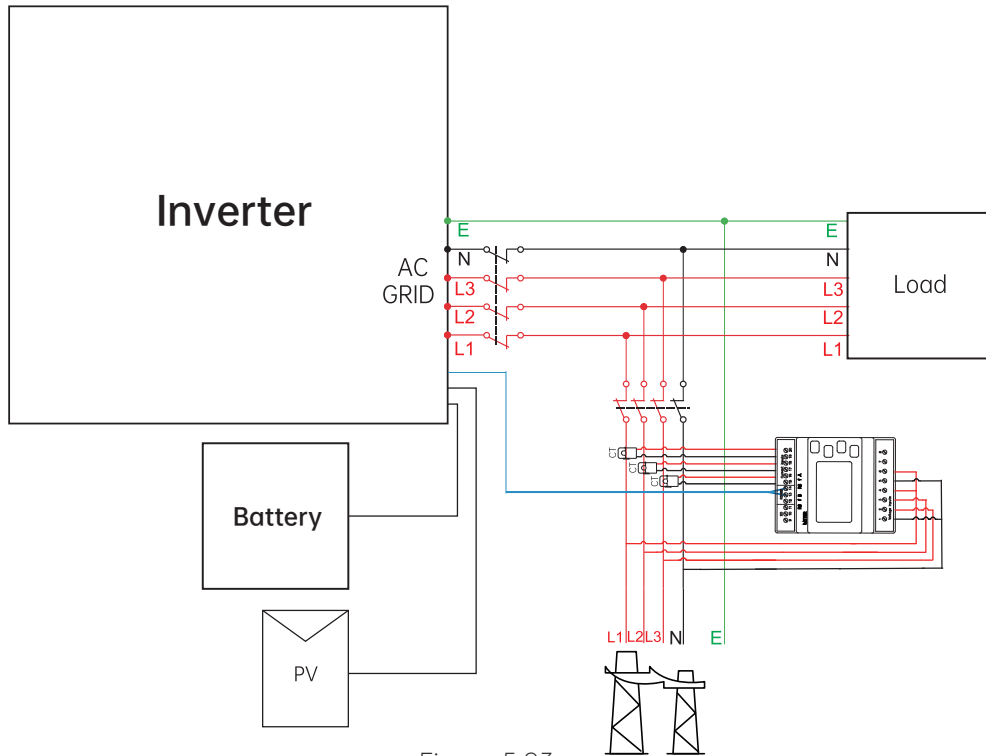 Inverter
AC
GRID
E
N
L3
L2
L1
E
N
L3
L2
L1
Load
CT
CT
CT
Battery
PV
L1
L2
L3
N
E